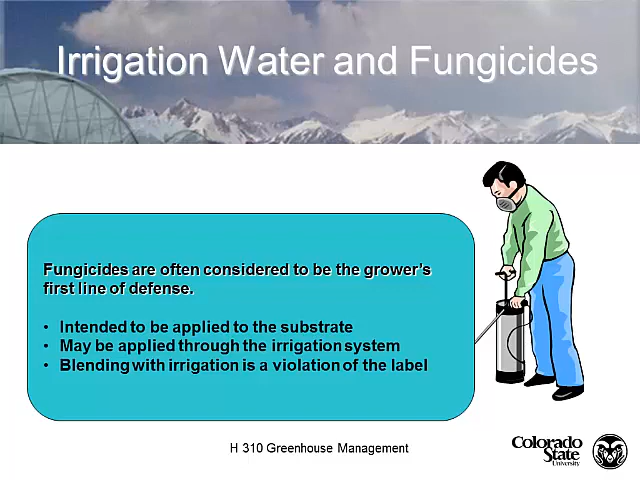 Irrigation Water and Fungicides
Fungicides are often considered to be the grower's
first line of defense.
• Intended to be applied to the substrate
• May be applied through the irrigation system
• Blending with irrigation is a violation of the label
H 310 Greenhouse Management
Colorado
State
University